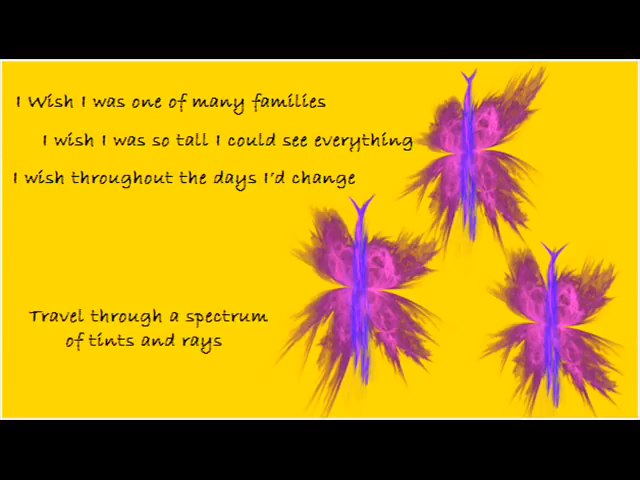 I Wish I was one of many families
I wish I was so tall I could see everything
I wish throughout the days I'd change
Travel through a spectrum
of tints and rays